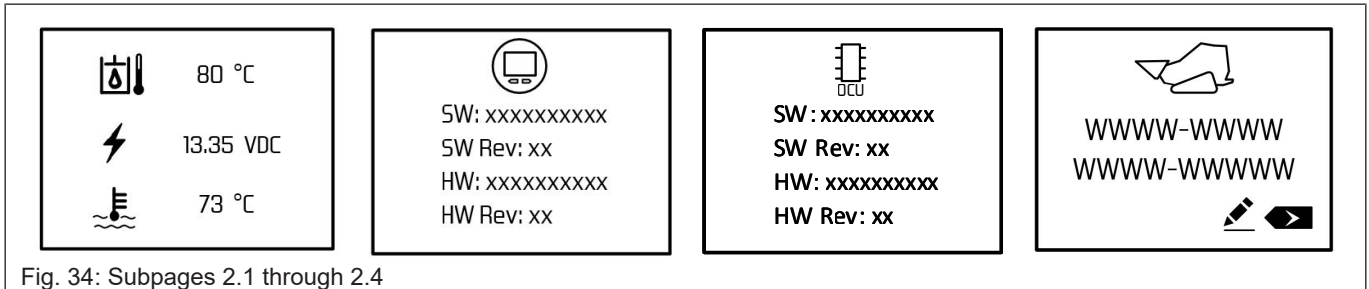 80 °C
13.35 VDC
73 °C
SW: xxxxxxxxxx
SW Rev: xx
HW: xxxxxxxxxx
HW Rev: xx
DCU
SW: xxxxxxxxxx
SW Rev: xx
HW: xxxxxxxxxx
HW Rev: xx
WWWW-WWWW
WWWW-WWWWW
Fig. 34: Subpages 2.1 through 2.4